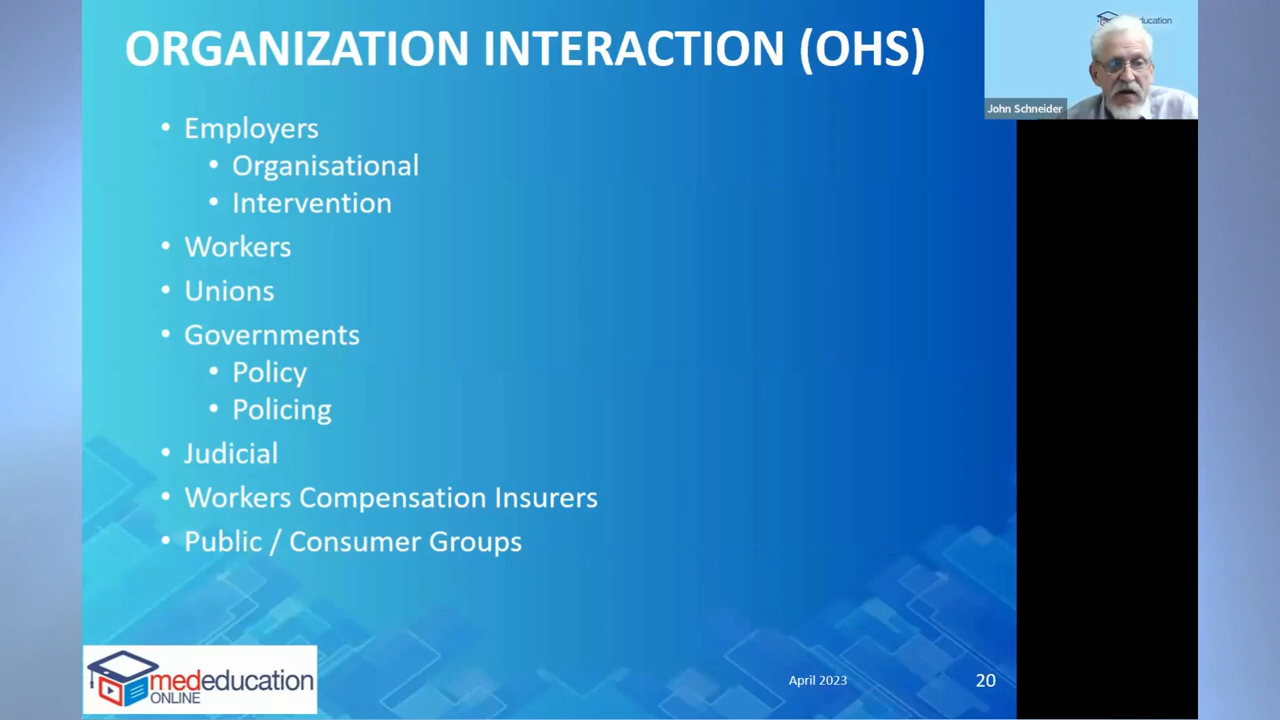 ORGANIZATION INTERACTION (OHS)
• Employers
• Organisational
• Intervention
• Workers
• Unions
• Governments
• Policy
• Policing
• Judicial
• Workers Compensation Insurers
• Public / Consumer Groups
mededucation
ONLINE
April 2023
20
John Schneider